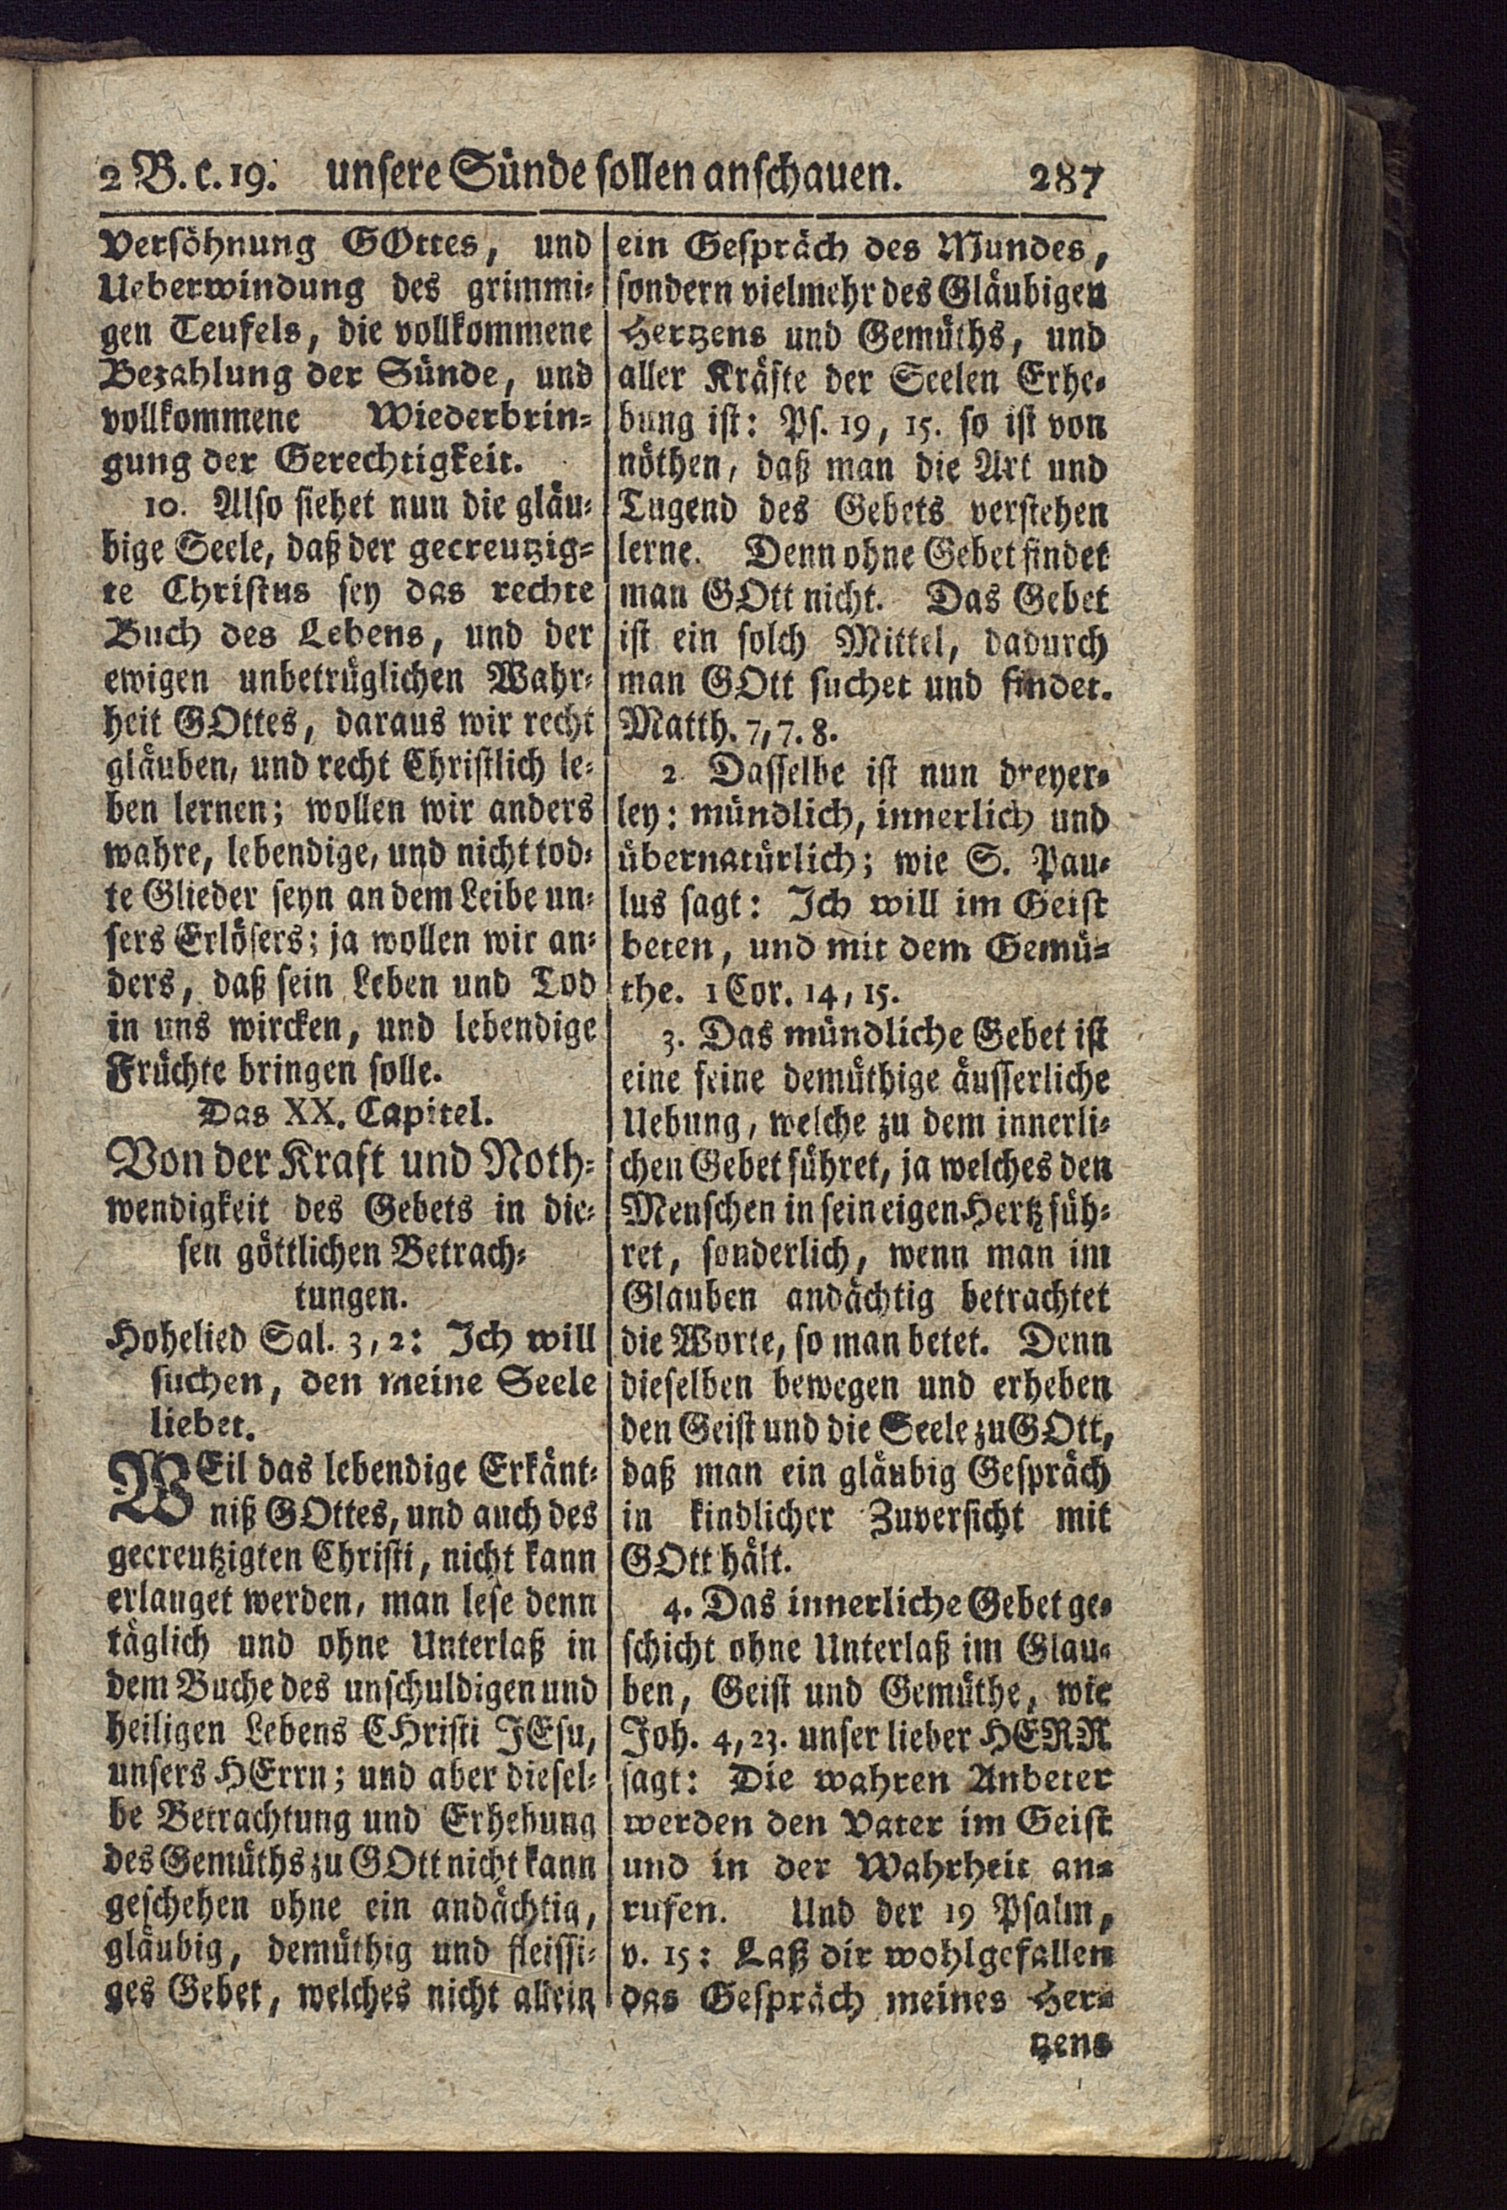 2 B. c. 19. unsere Sünde sollen anschauen. 287
Versöhnung GOttes, und
Ueberwindung des grimmi-
gen Teufels, die vollkommene
Bezahlung der Sünde, und
vollkommene Wiederbrin-
gung der Gerechtigkeit.
10. Also siehet nun die gläu-
bige Seele, daß der gecreutzig-
te Christus sey das rechte
Buch des Lebens, und der
ewigen unbetrüglichen Wahr-
heit GOttes, daraus wir recht
gläuben, und recht Christlich le-
ben lernen; wollen wir anders
wahre, lebendige, und nicht tod-
te Glieder seyn an dem Leibe un-
sers Erlösers; ja wollen wir an-
ders, daß sein Leben und Tod
in uns wircken, und lebendige
Früchte bringen solle.
Das XX. Capitel.
Von der Kraft und Noth-
wendigkeit des Gebets in die-
sen göttlichen Betrach-
tungen.
Hohelied Sal. 3, 2: Ich will
suchen, den meine Seele
liebet.
WEil das lebendige Erkänt-
niß GOttes, und auch des
gecreutzigten Christi, nicht kann
erlanget werden, man lese denn
täglich und ohne Unterlaß in
dem Buche des unschuldigen und
heiligen Lebens CHristi JEsu,
unsers HErrn; und aber diesel-
be Betrachtung und Erhebung
des Gemüths zu GOtt nicht kann
geschehen ohne ein andächtig,
gläubig, demüthig und fleissi-
ges Gebet, welches nicht allein
ein Gespräch des Mundes,
sondern vielmehr des Gläubigen
Hertzens und Gemüths, und
aller Kräfte der Seelen Erhe-
bung ist: Ps. 19, 15. so ist von
nöthen, daß man die Art und
Tugend des Gebets verstehen
lerne. Denn ohne Gebet findet
man GOtt nicht. Das Gebet
ist ein solch Mittel, dadurch
man GOtt suchet und findet.
Matth. 7, 7. 8.
2. Dasselbe ist nun dreyer-
ley: mündlich, innerlich und
übernatürlich; wie S. Pau-
lus sagt: Ich will im Geist
beten, und mit dem Gemü-
the. 1 Cor. 14, 15.
3. Das mündliche Gebet ist
eine feine demüthige äusserliche
Uebung, welche zu dem innerli-
chen Gebet führet, ja welches den
Menschen in sein eigen Hertz füh-
ret, sonderlich, wenn man im
Glauben andächtig betrachtet
die Worte, so man betet. Denn
dieselben bewegen und erheben
den Geist und die Seele zu GOtt,
daß man ein gläubig Gespräch
in kindlicher Zuversicht mit
GOtt hält.
4. Das innerliche Gebet ge-
schicht ohne Unterlaß im Glau-
ben, Geist und Gemüthe, wie
Joh. 4, 23. unser lieber HERR
sagt: Die wahren Anbeter
werden den Vater im Geist
und in der Wahrheit an-
rufen. Und der 19 Psalm,
v. 15: Laß dir wohlgefallen
das Gespräch meines Her-
tzens